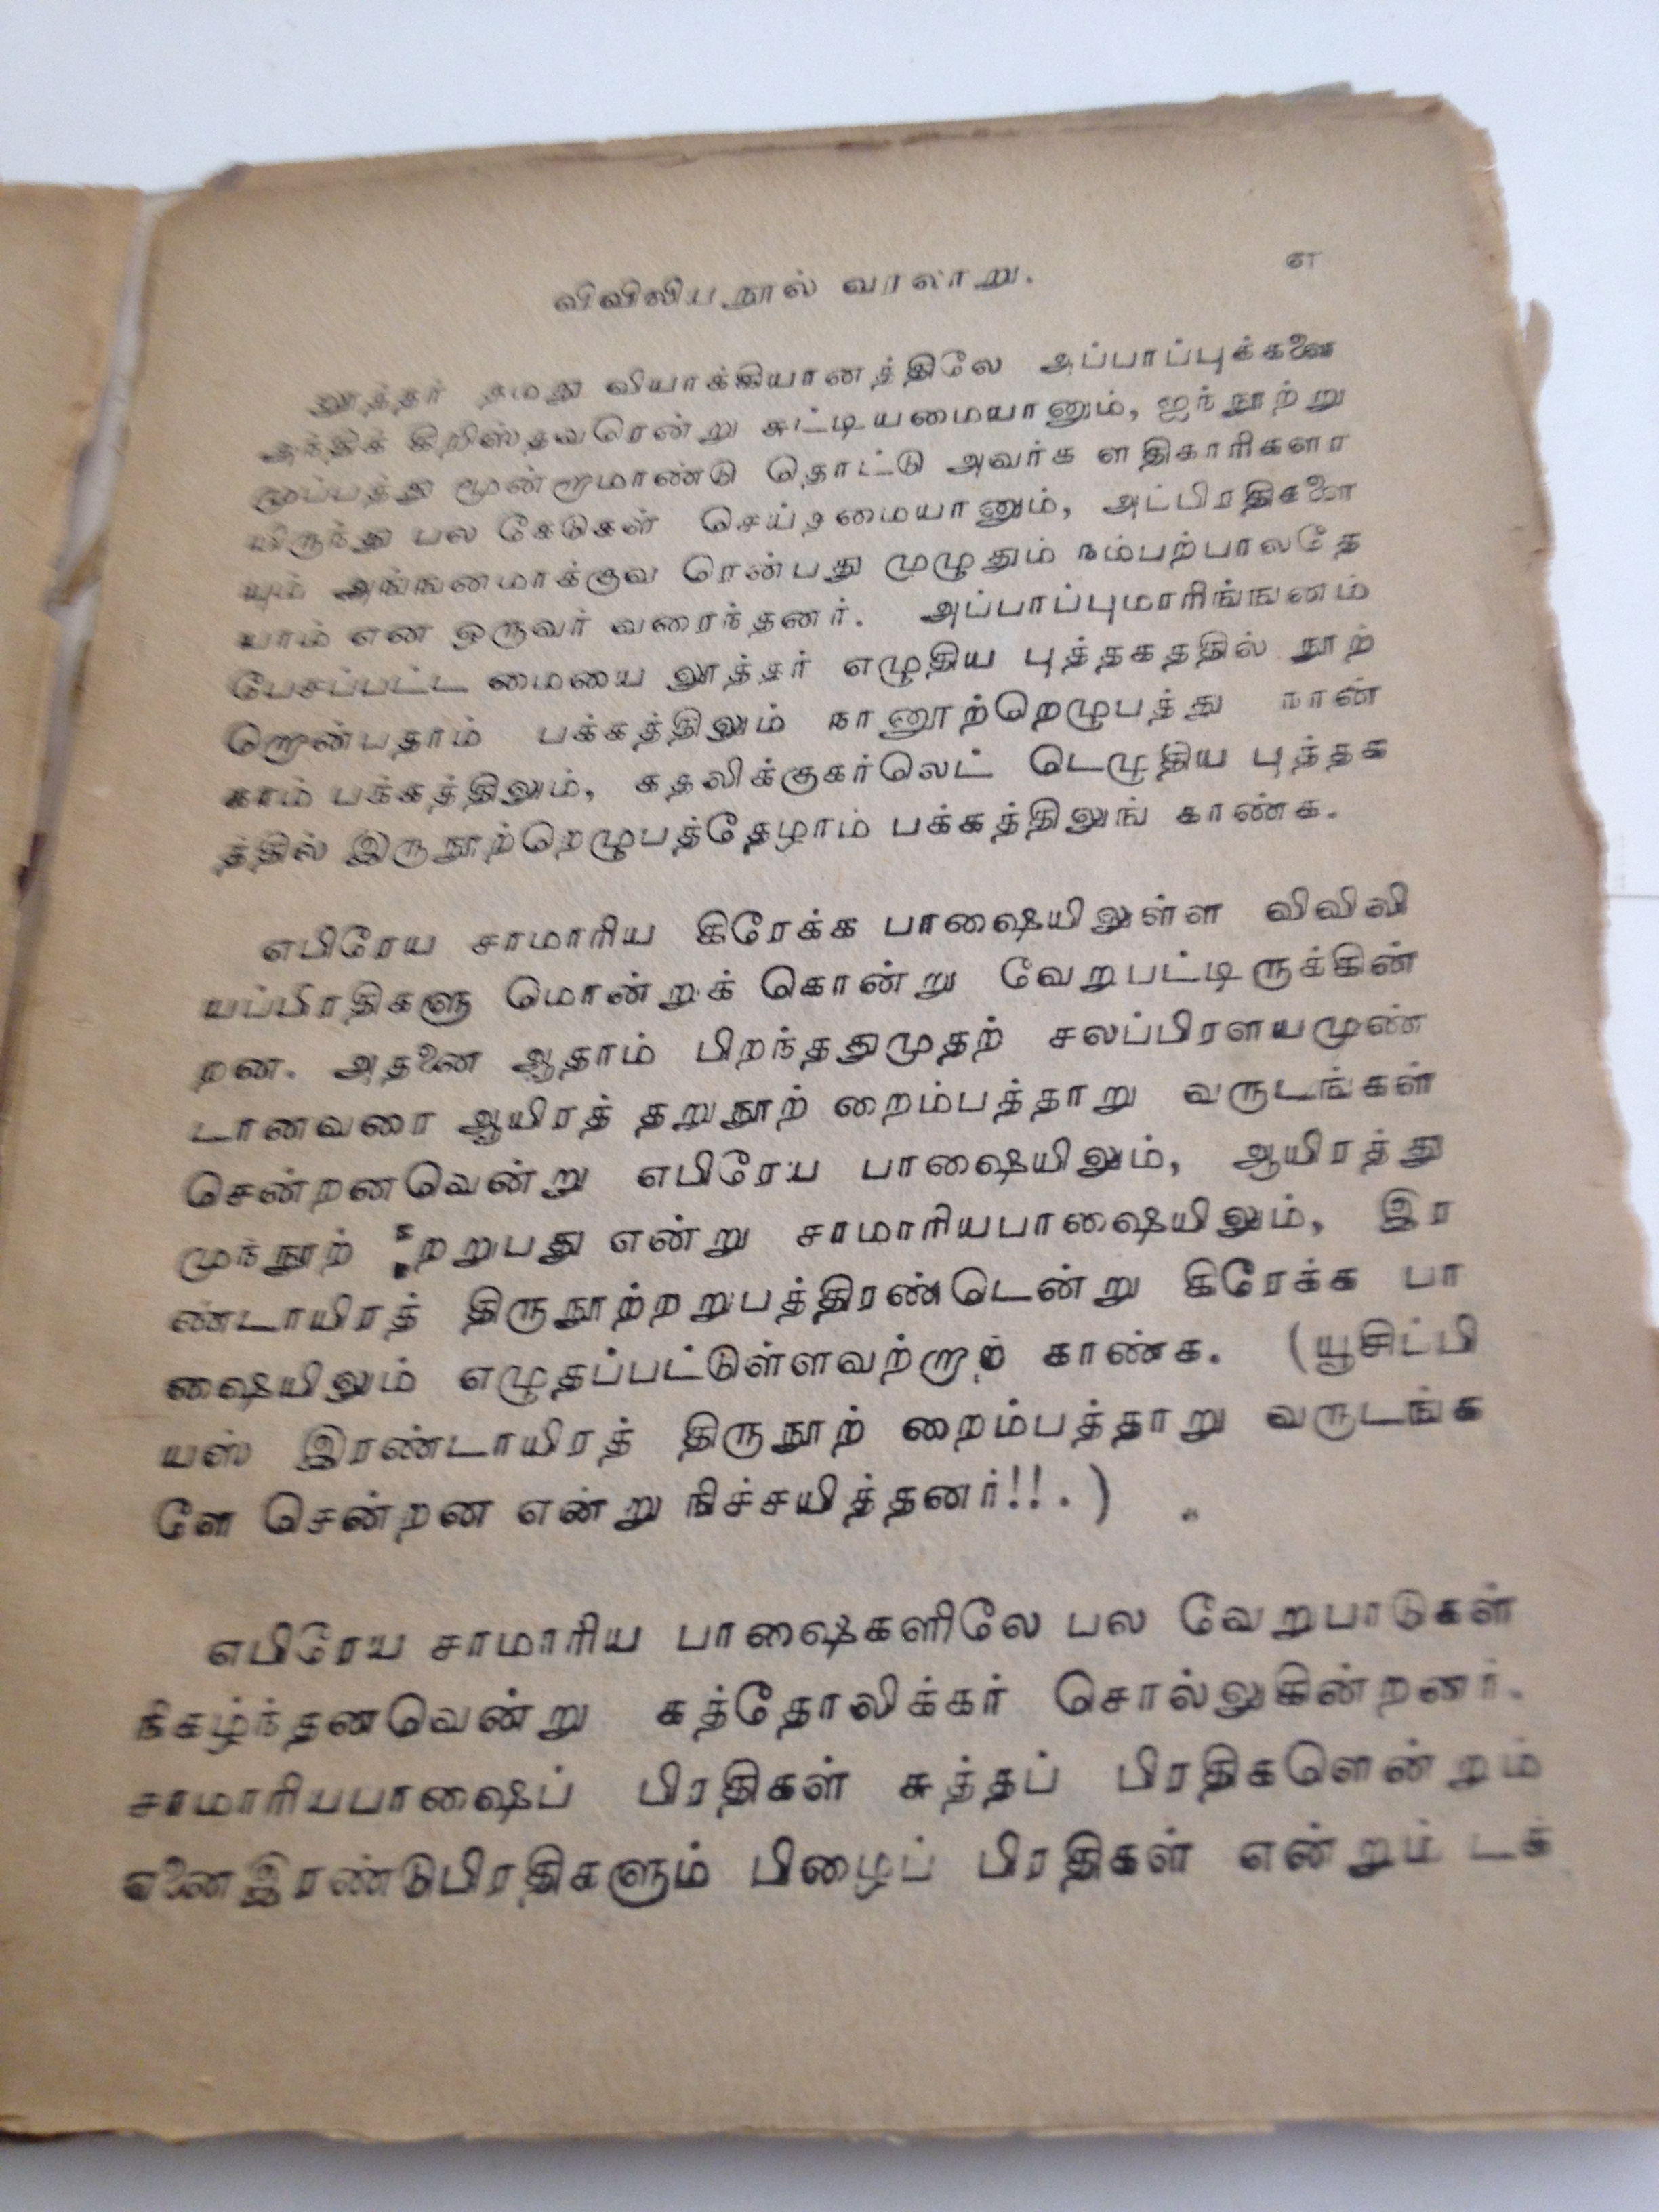 விவிலிய நூல் வரலாறு. எ
லூத்தர் தமது வியாக்கியானத்திலே அப்பாப்புக்களை
அந்திக் கிறிஸ்தவரென்று சுட்டியமையானும், ஐந்நூற்று
முப்பத்து மூன்றாமாண்டு தொட்டு அவர்க ளதிகாரிகளா
யிருந்து பல கேடுகள் செய்தமையானும், அப்பிரதிகளை
யும் அங்ஙனமாக்குவ ரென்பது முழுதும் நம்பற்பாலதே
யாம் என ஒருவர் வரைந்தனர். அப்பாப்புமாரிங்ஙனம்
பேசப்பட்ட மையை லூத்தர் எழுதிய புத்தகததில் நூற்
றொன்பதாம் பக்கத்திலும் நானூற்றெழுபத்து நான்
காம் பக்கத்திலும், கதலிக்குகர்லெட் டெழுதிய புத்தக
த்தில் இருநூற்றெழுபத்தேழாம் பக்கத்திலுங் காண்க.
எபிரேய சாமாரிய கிரேக்க பாஷையிலுள்ள விவிலி
யப்பிரதிகளு மொன்றுக் கொன்று வேறுபட்டிருக்கின்
றன. அதனை ஆதாம் பிறந்ததுமுதற் சலப்பிரளயமுண்
டானவரை ஆயிரத் தறுநூற் றைம்பத்தாறு வருடங்கள்
சென்றனவென்று எபிரேய பாஷையிலும், ஆயிரத்து
முந்நூற் றறுபது என்று சாமாரியபாஷையிலும், இர
ண்டாயிரத் திருநூற்றறுபத்திரண்டென்று கிரேக்க பா
ஷையிலும் எழுதப்பட்டுள்ளவற்றாற் காண்க. (யூசிட்பி
யஸ் இரண்டாயிரத் திருநூற் றைம்பத்தாறு வருடங்க
ளே சென்றன என்று நிச்சயித்தனர்!!.)
எபிரேய சாமாரிய பாஷைகளிலே பல வேறுபாடுகள்
நிகழ்ந்தனவென்று கத்தோலிக்கர் சொல்லுகின்றனர்.
சாமாரியபாஷைப் பிரதிகள் சுத்தப் பிரதிகளென்றும்
ஏனைஇரண்டுபிரதிகளும் பிழைப் பிரதிகள் என்றும் டக்